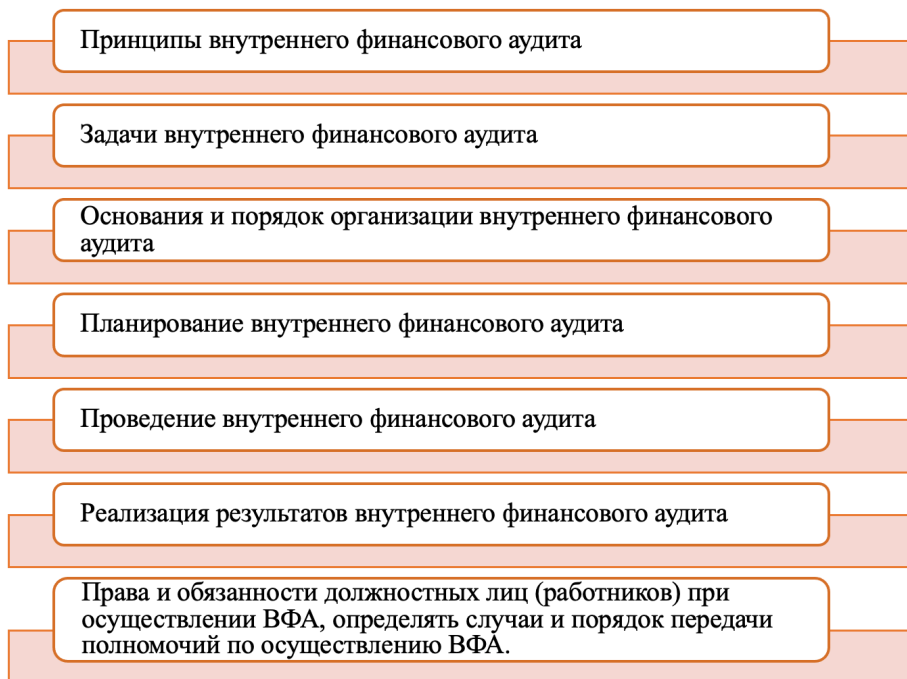 Принципы внутреннего финансового аудита
Задачи внутреннего финансового аудита
Основания и порядок организации внутреннего финансового
аудита
Планирование внутреннего финансового аудита
Проведение внутреннего финансового аудита
Реализация результатов внутреннего финансового аудита
Права и обязанности должностных лиц (работников) при
осуществлении ВФА, определять случаи и порядок передачи
полномочий по осуществлению ВФА.